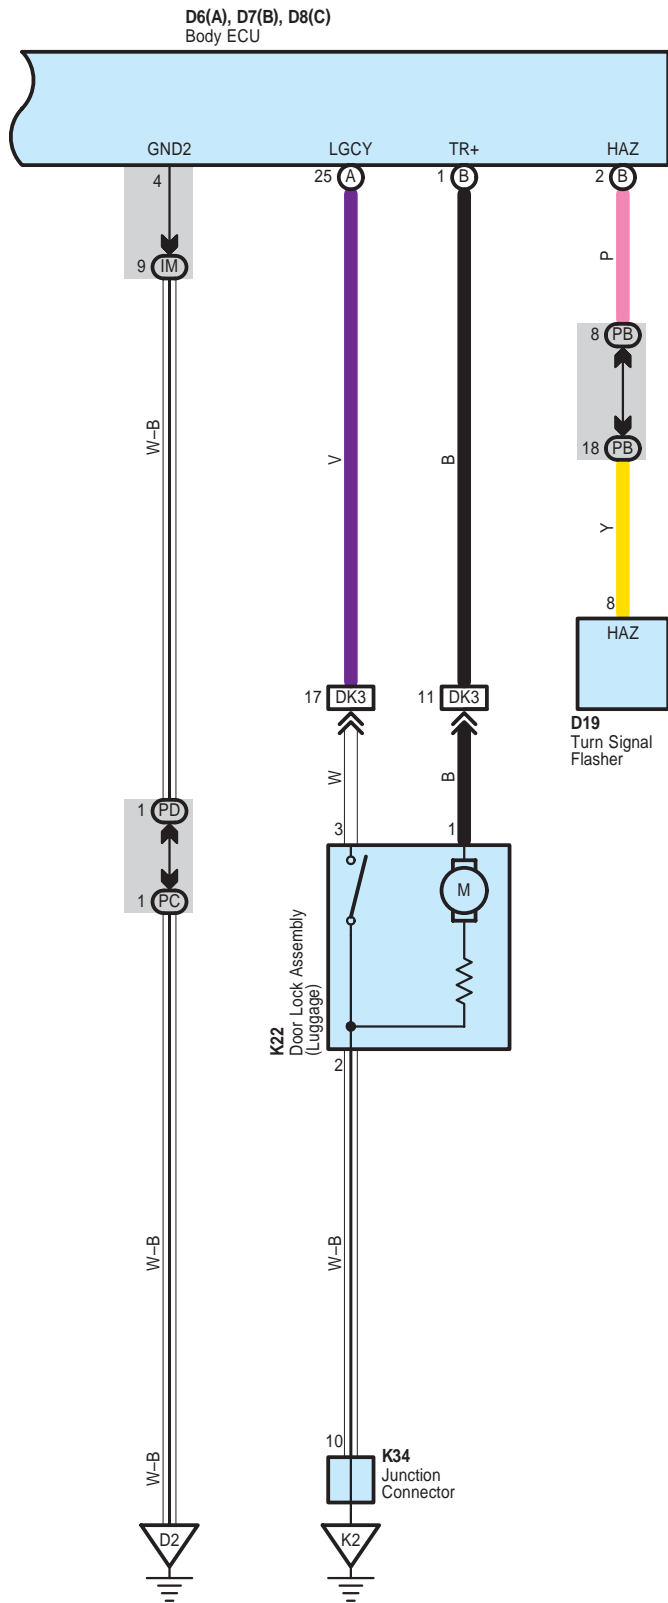 D6(A), D7(B), D8(C)
Body ECU
GND2
LGCY
TR+
HAZ
4
25 A
1 B
2 B
9 IM
P
8 PB
18 PB
W–B
V
B
Y
8
HAZ
D19
Turn Signal
Flasher
17 DK3
11 DK3
W
B
1 PD
3
1
M
1 PC
K22
Door Lock Assembly
(Luggage)
2
W–B
W–B
10
K34
Junction
Connector
W–B
D2
K2